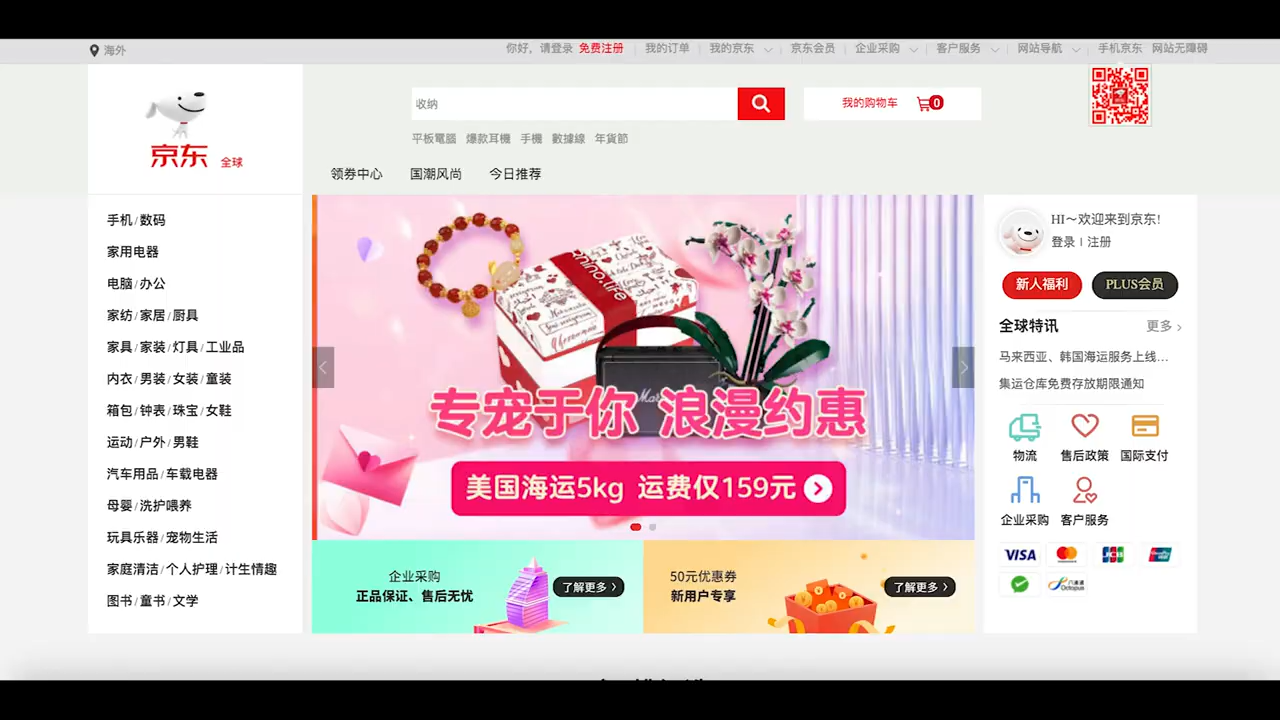 海外
你好，请登录 免费注册 我的订单 我的京东 京东会员 企业采购 客户服务 网站导航 手机京东 网站无障碍
收纳
我的购物车 0
平板電腦 爆款耳機 手機 數據線 年貨節
京东 全球
领券中心 国潮风尚 今日推荐
手机/数码
家用电器
电脑/办公
家纺/家居/厨具
家具/家装/灯具/工业品
内衣/男装/女装/童装
箱包/钟表/珠宝/女鞋
运动/户外/男鞋
汽车用品/车载电器
母婴/洗护喂养
玩具乐器/宠物生活
家庭清洁/个人护理/计生情趣
图书/童书/文学
专宠于你 浪漫约惠
美国海运5kg 运费仅159元
企业采购
正品保证、售后无忧
了解更多
50元优惠券
新用户专享
了解更多
HI～欢迎来到京东!
登录 | 注册
新人福利 PLUS会员
全球特讯 更多
马来西亚、韩国海运服务上线...
集运仓库免费存放期限通知
物流 售后政策 国际支付
企业采购 客户服务
VISA mastercard JCB UnionPay
八達通 Octopus